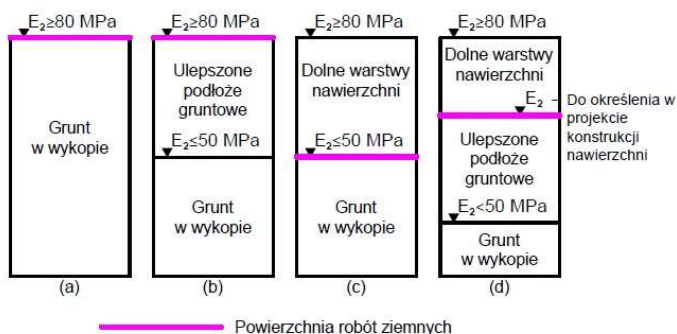 E₂≥80 MPa
Grunt
w wykopie
(a)
E₂≥80 MPa
Ulepszone
podłoże
gruntowe
E₂≤50 MPa
Grunt
w wykopie
(b)
E₂≥80 MPa
Dolne warstwy
nawierzchni
E₂≤50 MPa
Grunt
w wykopie
(c)
E₂≥80 MPa
Dolne warstwy
nawierzchni
E₂ - Do określenia w
projekcie
konstrukcji
nawierzchni
Ulepszone
podłoże
gruntowe
E₂<50 MPa
Grunt
w wykopie
(d)
Powierzchnia robót ziemnych